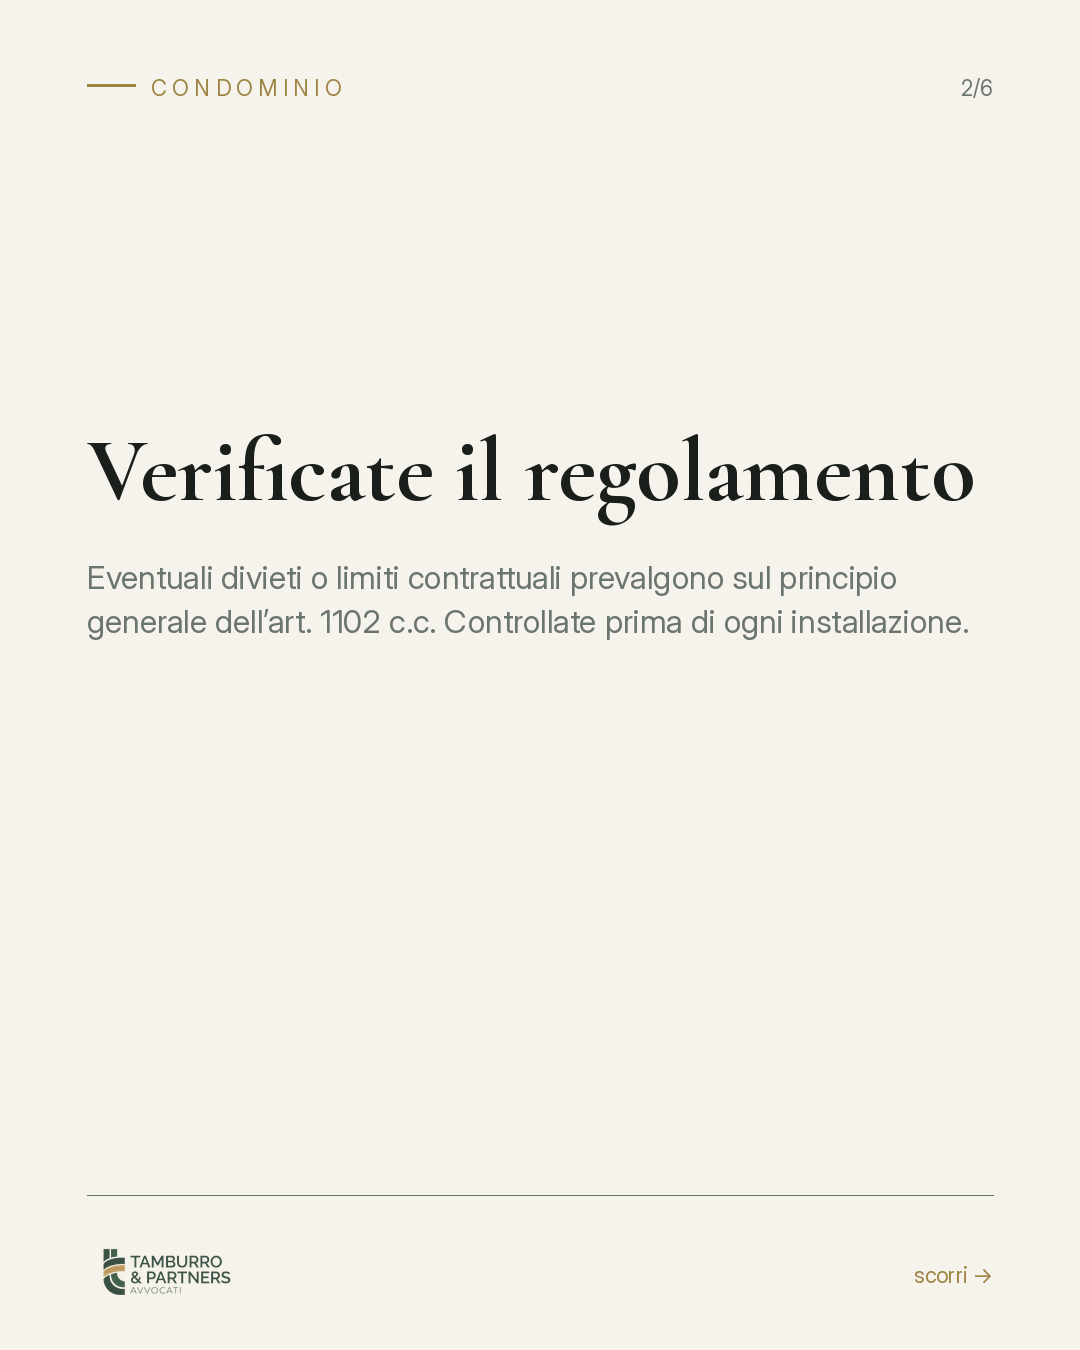 CONDOMINIO
2/6
Verificate il regolamento
Eventuali divieti o limiti contrattuali prevalgono sul principio
generale dell’art. 1102 c.c. Controllate prima di ogni installazione.
TAMBURRO
& PARTNERS
AVVOCATI
scorri →